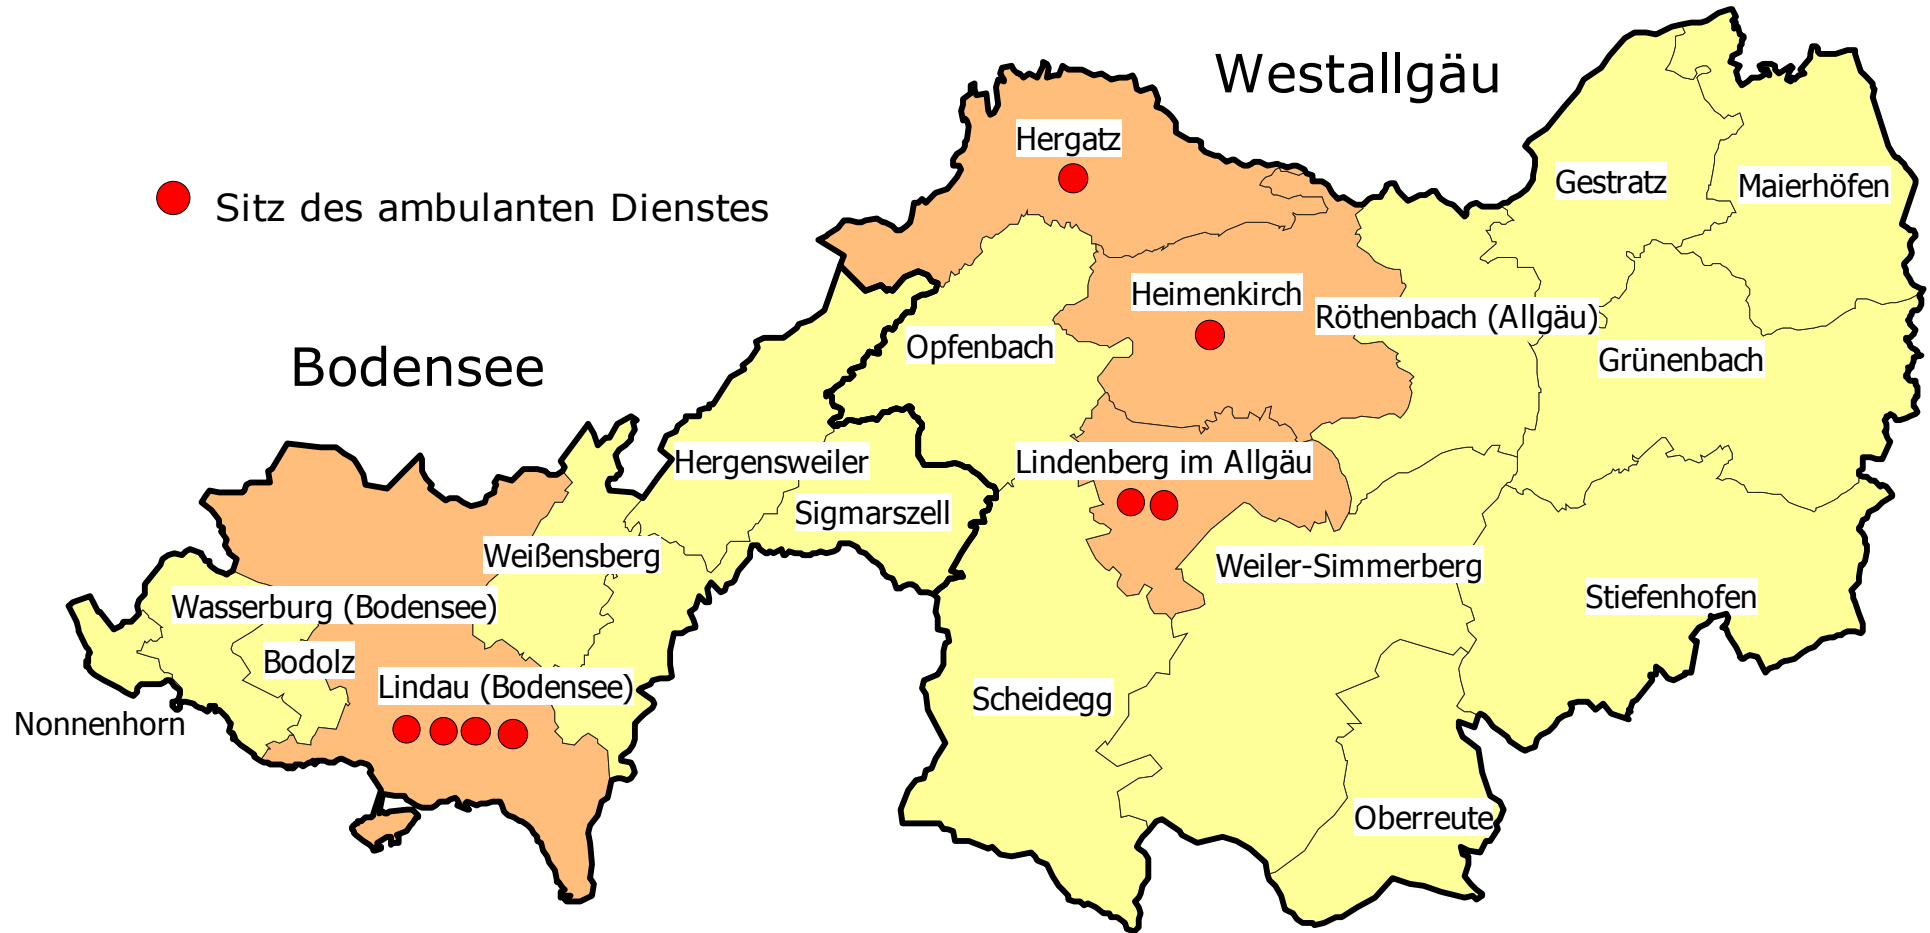 Westallgäu
Hergatz
Gestratz
Maierhöfen
Sitz des ambulanten Dienstes
Heimenkirch
Röthenbach (Allgäu)
Opfenbach
Grünenbach
Bodensee
Hergensweiler
Lindenberg im Allgäu
Sigmarszell
Weißensberg
Weiler-Simmerberg
Stiefenhofen
Wasserburg (Bodensee)
Bodolz
Lindau (Bodensee)
Scheidegg
Nonnenhorn
Oberreute